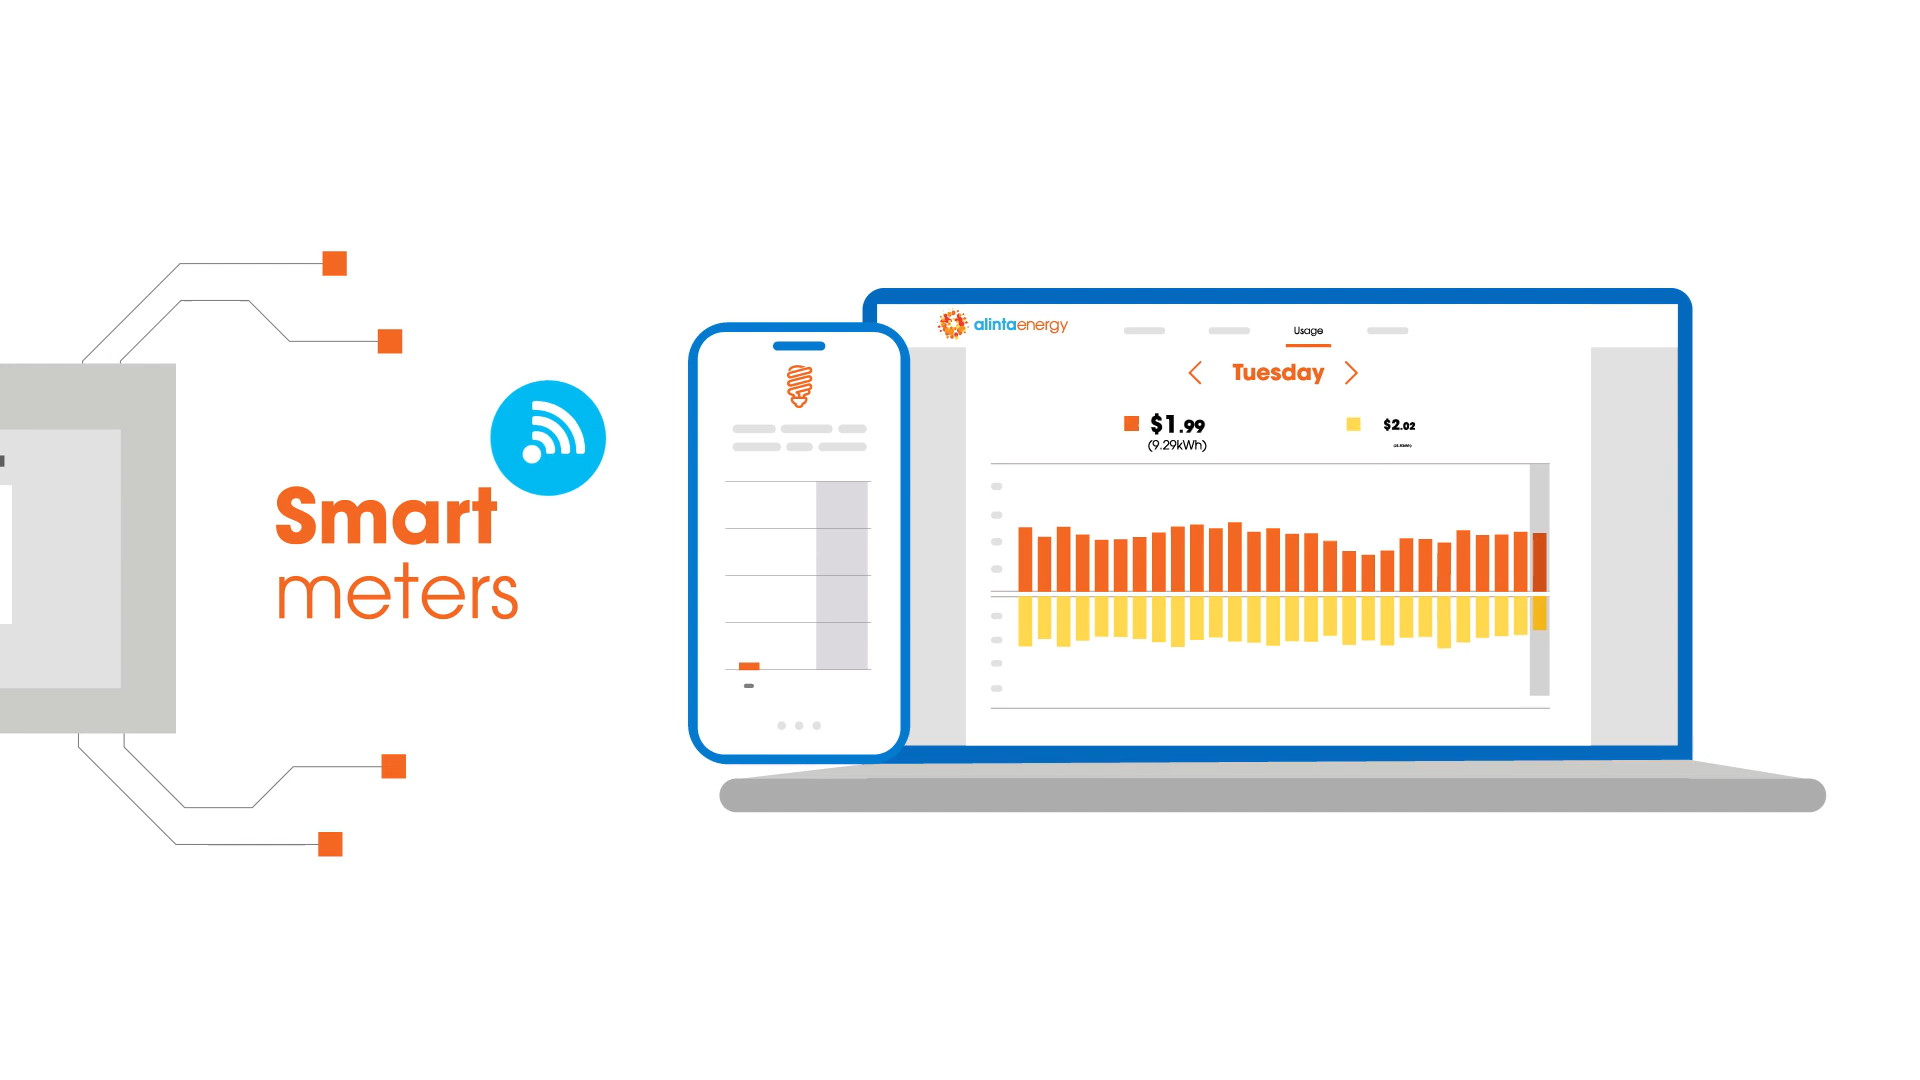 Smart
meters
alintaenergy
Usage
Tuesday
$1.99
(9.29kWh)
$2.02